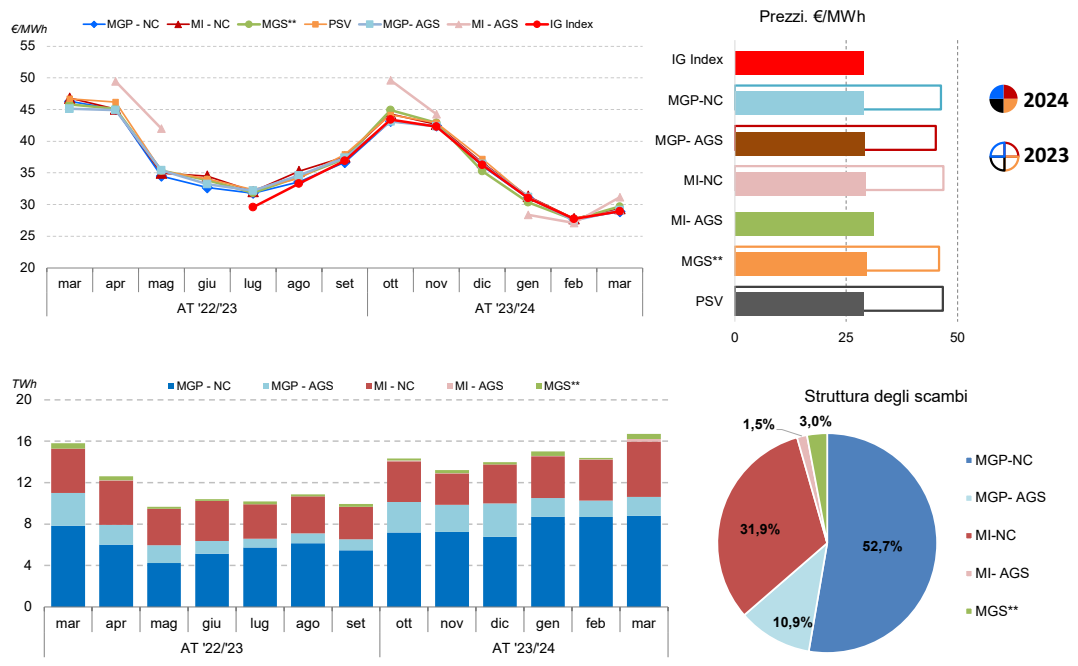 €/MWh
MGP - NC MI - NC MGS** PSV MGP- AGS MI - AGS IG Index
55
50
45
40
35
30
25
20
mar apr mag giu lug ago set ott nov dic gen feb mar
AT '22/'23 AT '23/'24
Prezzi. €/MWh
IG Index
MGP-NC
MGP- AGS
MI-NC
MI- AGS
MGS**
PSV
0 25 50
2024
2023
TWh
MGP - NC MGP - AGS MI - NC MI - AGS MGS**
20
16
12
8
4
0
mar apr mag giu lug ago set ott nov dic gen feb mar
AT '22/'23 AT '23/'24
Struttura degli scambi
1,5% 3,0%
31,9%
52,7%
10,9%
MGP-NC
MGP- AGS
MI-NC
MI- AGS
MGS**